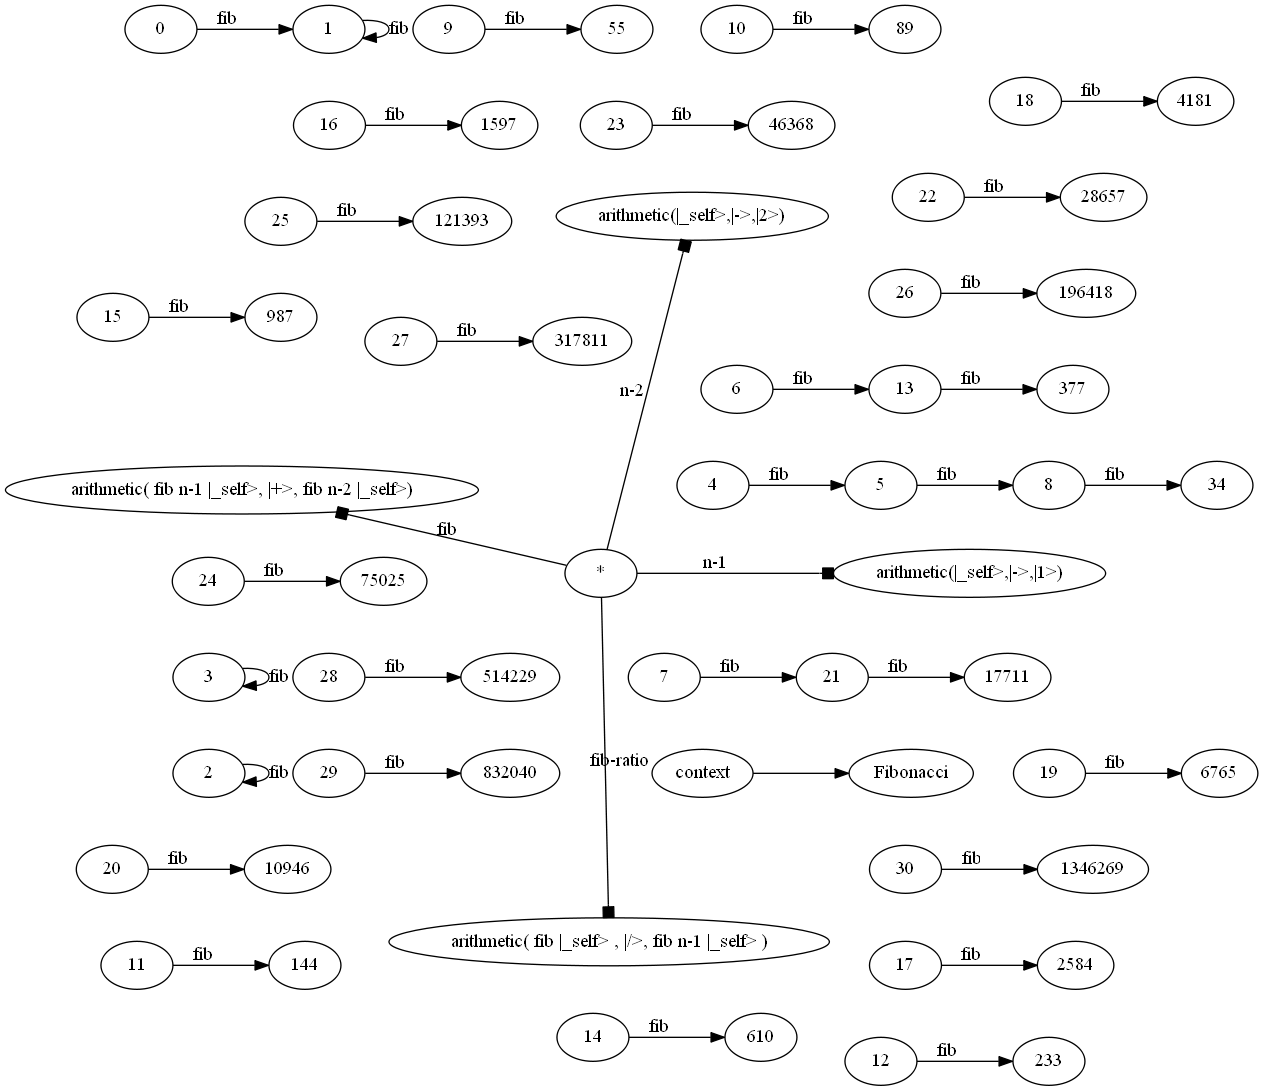 0 fib 1 fib 9 fib 55 10 fib 89
18 fib 4181
16 fib 1597 23 fib 46368
22 fib 28657
arithmetic(|_self>,|->,|2>)
25 fib 121393
26 fib 196418
15 fib 987
27 fib 317811
n-2
6 fib 13 fib 377
arithmetic( fib n-1 |_self>, |+>, fib n-2 |_self>)
4 fib 5 fib 8 fib 34
fib
* n-1 arithmetic(|_self>,|->,|1>)
24 fib 75025
3 fib 28 fib 514229
7 fib 21 fib 17711
fib-ratio
2 fib 29 fib 832040
context Fibonacci
19 fib 6765
20 fib 10946
30 fib 1346269
arithmetic( fib |_self> , |/>, fib n-1 |_self> )
11 fib 144
17 fib 2584
14 fib 610
12 fib 233